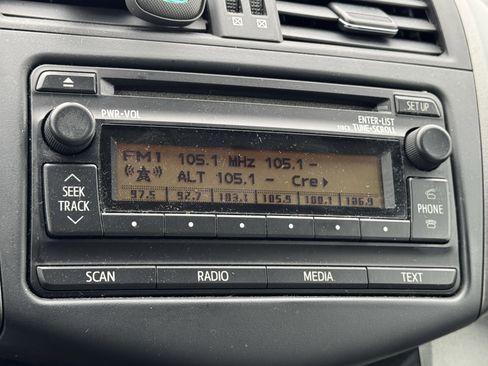 SET UP
PWR•VOL
ENTER•LIST
TUNE•SCROLL
FM1 105.1 MHz 105.1 -
ALT 105.1 - Cre
97.5 92.7 103.1 105.9 100.1 106.9
SEEK
TRACK
PHONE
SCAN RADIO MEDIA TEXT